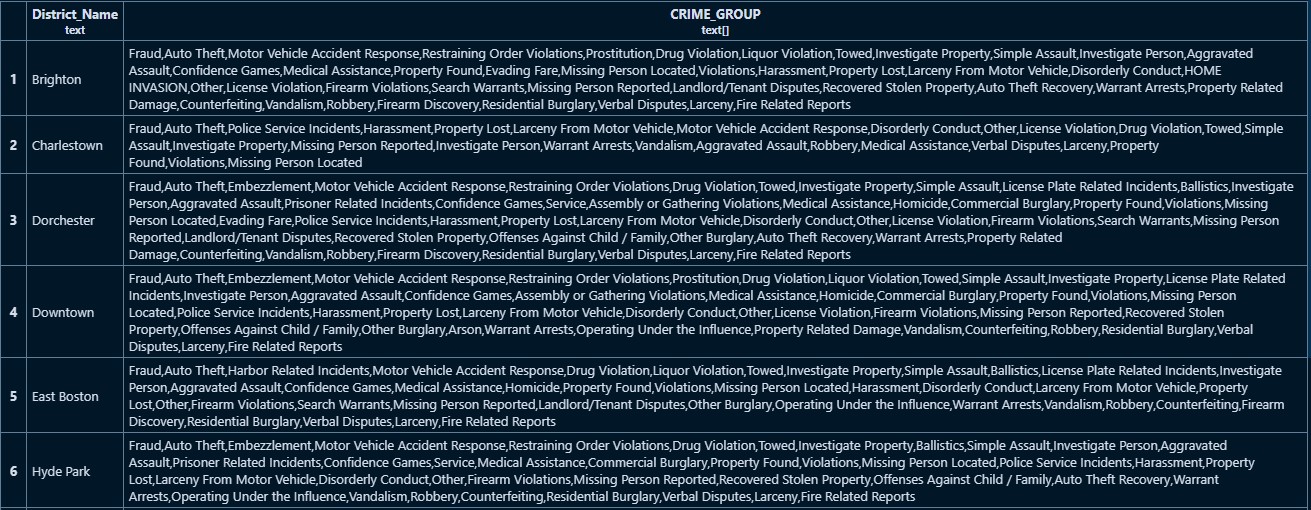 District_Name CRIME_GROUP
text text[]
Fraud,Auto Theft,Motor Vehicle Accident Response,Restraining Order Violations,Prostitution,Drug Violation,Liquor Violation,Towed,Investigate Property,Simple Assault,Investigate Person,Aggravated
1 Brighton Assault,Confidence Games,Medical Assistance,Property Found,Evading Fare,Missing Person Located,Violations,Harassment,Property Lost,Larceny From Motor Vehicle,Disorderly Conduct,HOME
INVASION,Other,License Violation,Firearm Violations,Search Warrants,Missing Person Reported,Landlord/Tenant Disputes,Recovered Stolen Property,Auto Theft Recovery,Warrant Arrests,Property Related
Damage,Counterfeiting,Vandalism,Robbery,Firearm Discovery,Residential Burglary,Verbal Disputes,Larceny,Fire Related Reports
Fraud,Auto Theft,Police Service Incidents,Harassment,Property Lost,Larceny From Motor Vehicle,Motor Vehicle Accident Response,Disorderly Conduct,Other,License Violation,Drug Violation,Towed,Simple
2 Charlestown Assault,Investigate Property,Missing Person Reported,Investigate Person,Warrant Arrests,Vandalism,Aggravated Assault,Robbery,Medical Assistance,Verbal Disputes,Larceny,Property
Found,Violations,Missing Person Located
Fraud,Auto Theft,Embezzlement,Motor Vehicle Accident Response,Restraining Order Violations,Drug Violation,Towed,Investigate Property,Simple Assault,License Plate Related Incidents,Ballistics,Investigate
Person,Aggravated Assault,Prisoner Related Incidents,Confidence Games,Service,Assembly or Gathering Violations,Medical Assistance,Homicide,Commercial Burglary,Property Found,Violations,Missing
3 Dorchester Person Located,Evading Fare,Police Service Incidents,Harassment,Property Lost,Larceny From Motor Vehicle,Disorderly Conduct,Other,License Violation,Firearm Violations,Search Warrants,Missing Person
Reported,Landlord/Tenant Disputes,Recovered Stolen Property,Offenses Against Child / Family,Other Burglary,Auto Theft Recovery,Warrant Arrests,Property Related
Damage,Counterfeiting,Vandalism,Robbery,Firearm Discovery,Residential Burglary,Verbal Disputes,Larceny,Fire Related Reports
Fraud,Auto Theft,Embezzlement,Motor Vehicle Accident Response,Restraining Order Violations,Prostitution,Drug Violation,Liquor Violation,Towed,Simple Assault,Investigate Property,License Plate Related
Incidents,Investigate Person,Aggravated Assault,Confidence Games,Assembly or Gathering Violations,Medical Assistance,Homicide,Commercial Burglary,Property Found,Violations,Missing Person
4 Downtown Located,Police Service Incidents,Harassment,Property Lost,Larceny From Motor Vehicle,Disorderly Conduct,Other,License Violation,Firearm Violations,Missing Person Reported,Recovered Stolen
Property,Offenses Against Child / Family,Other Burglary,Arson,Warrant Arrests,Operating Under the Influence,Property Related Damage,Vandalism,Counterfeiting,Robbery,Residential Burglary,Verbal
Disputes,Larceny,Fire Related Reports
Fraud,Auto Theft,Harbor Related Incidents,Motor Vehicle Accident Response,Drug Violation,Liquor Violation,Towed,Investigate Property,Simple Assault,Ballistics,License Plate Related Incidents,Investigate
Person,Aggravated Assault,Confidence Games,Medical Assistance,Homicide,Property Found,Violations,Missing Person Located,Harassment,Disorderly Conduct,Larceny From Motor Vehicle,Property
5 East Boston Lost,Other,Firearm Violations,Search Warrants,Missing Person Reported,Landlord/Tenant Disputes,Other Burglary,Operating Under the Influence,Warrant Arrests,Vandalism,Robbery,Counterfeiting,Firearm
Discovery,Residential Burglary,Verbal Disputes,Larceny,Fire Related Reports
Fraud,Auto Theft,Embezzlement,Motor Vehicle Accident Response,Restraining Order Violations,Drug Violation,Towed,Investigate Property,Ballistics,Simple Assault,Investigate Person,Aggravated
6 Hyde Park Assault,Prisoner Related Incidents,Confidence Games,Service,Medical Assistance,Commercial Burglary,Property Found,Violations,Missing Person Located,Police Service Incidents,Harassment,Property
Lost,Larceny From Motor Vehicle,Disorderly Conduct,Other,Firearm Violations,Missing Person Reported,Recovered Stolen Property,Offenses Against Child / Family,Auto Theft Recovery,Warrant
Arrests,Operating Under the Influence,Vandalism,Robbery,Counterfeiting,Residential Burglary,Verbal Disputes,Larceny,Fire Related Reports